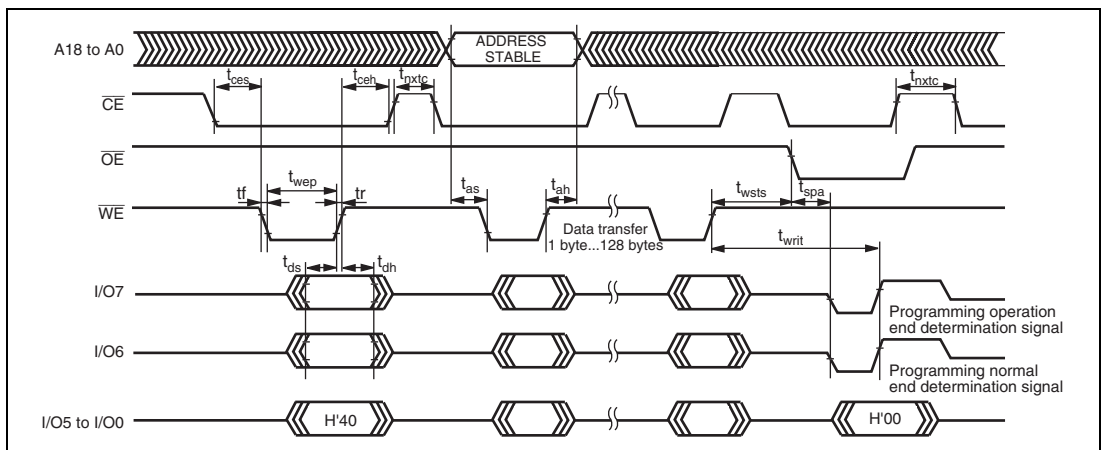 A18 to A0
ADDRESS
STABLE
tces
tceh
tnxtc
tnxtc
CE
OE
twep
tf
tr
tas
tah
twsts
tspa
WE
Data transfer
1 byte...128 bytes
twrit
tds
tdh
I/O7
Programming operation
end determination signal
I/O6
Programming normal
end determination signal
I/O5 to I/O0
H'40
H'00